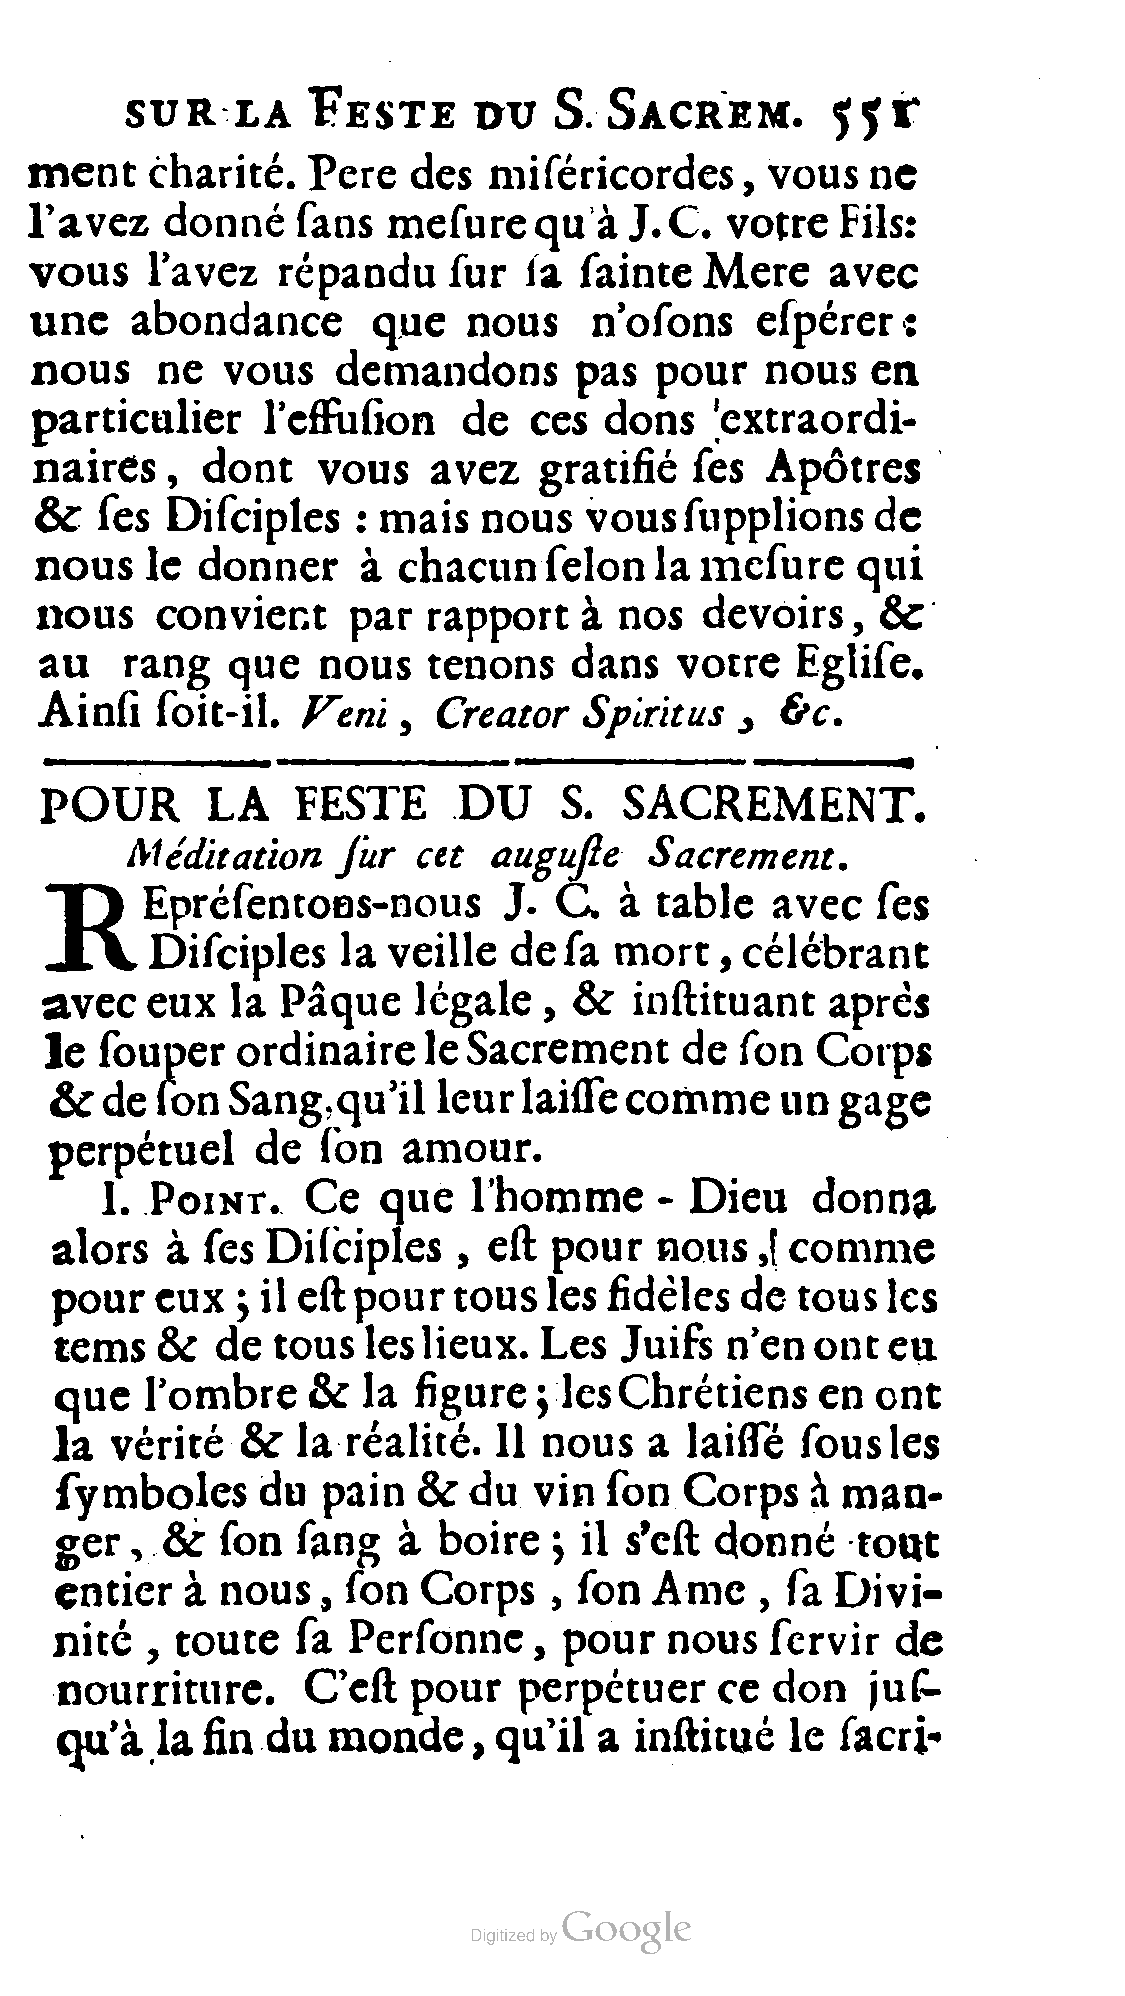 SUR LA FESTE DU S. SACREM. 551
ment charité. Pere des miſéricordes, vous ne
l'avez donné ſans meſure qu'à J. C. votre Fils:
vous l'avez répandu ſur ſa ſainte Mere avec
une abondance que nous n'oſons eſpérer:
nous ne vous demandons pas pour nous en
particulier l'effuſion de ces dons extraordi-
naires, dont vous avez gratifié ſes Apôtres
& ſes Diſciples : mais nous vous ſupplions de
nous le donner à chacun ſelon la meſure qui
nous convient par rapport à nos devoirs, &
au rang que nous tenons dans votre Egliſe.
Ainſi ſoit-il. Veni, Creator Spiritus, &c.
POUR LA FESTE DU S. SACREMENT.
Méditation ſur cet auguſte Sacrement.
REpréſentons-nous J. C. à table avec ſes
Diſciples la veille de ſa mort, célébrant
avec eux la Pâque légale, & inſtituant après
le ſouper ordinaire le Sacrement de ſon Corps
& de ſon Sang, qu'il leur laiſſe comme un gage
perpétuel de ſon amour.
I. POINT. Ce que l'homme - Dieu donna
alors à ſes Diſciples, eſt pour nous, comme
pour eux ; il eſt pour tous les fidèles de tous les
tems & de tous les lieux. Les Juifs n'en ont eu
que l'ombre & la figure ; les Chrétiens en ont
la vérité & la réalité. Il nous a laiſſé ſous les
ſymboles du pain & du vin ſon Corps à man-
ger, & ſon ſang à boire ; il s'eſt donné tout
entier à nous, ſon Corps, ſon Ame, ſa Divi-
nité, toute ſa Perſonne, pour nous ſervir de
nourriture. C'eſt pour perpétuer ce don juſ-
qu'à la fin du monde, qu'il a inſtitué le ſacri-
Digitized by Google